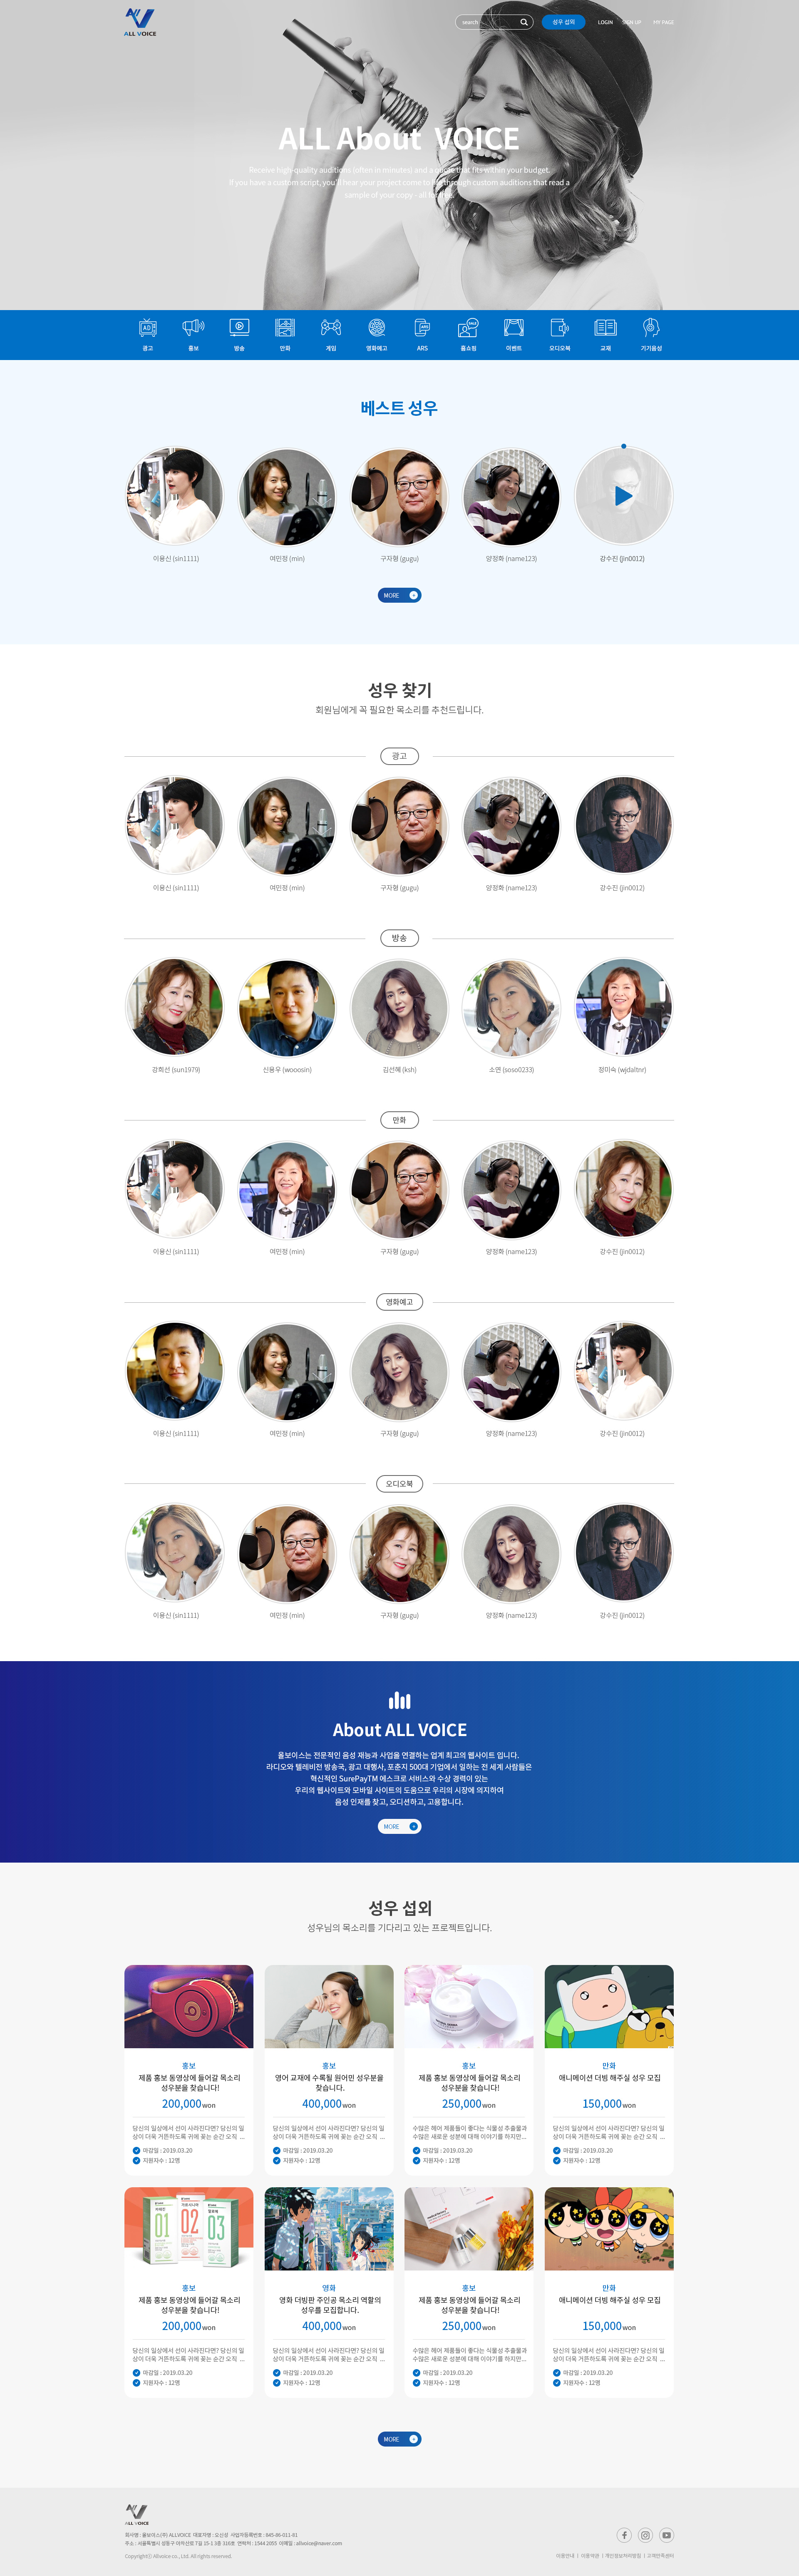 ALL VOICE
search
성우 섭외
LOGIN
SIGN UP
MY PAGE
ALL About VOICE
Receive high-quality auditions (often in minutes) and a quote that fits within your budget.
If you have a custom script, you'll hear your project come to life through custom auditions that read a
sample of your copy - all for free.
AD
광고
홍보
방송
만화
게임
영화예고
ARS
홈쇼핑
이벤트
오디오북
교재
기기음성
베스트 성우
이용신 (sin1111)
여민정 (min)
구자형 (gugu)
양정화 (name123)
강수진 (jin0012)
MORE
성우 찾기
회원님에게 꼭 필요한 목소리를 추천드립니다.
광고
이용신 (sin1111)
여민정 (min)
구자형 (gugu)
양정화 (name123)
강수진 (jin0012)
방송
강희선 (sun1979)
신용우 (wooosin)
김선혜 (ksh)
소연 (soso0233)
정미숙 (wjdaltnr)
만화
이용신 (sin1111)
여민정 (min)
구자형 (gugu)
양정화 (name123)
강수진 (jin0012)
영화예고
이용신 (sin1111)
여민정 (min)
구자형 (gugu)
양정화 (name123)
강수진 (jin0012)
오디오북
이용신 (sin1111)
여민정 (min)
구자형 (gugu)
양정화 (name123)
강수진 (jin0012)
About ALL VOICE
올보이스는 전문적인 음성 재능과 사업을 연결하는 업계 최고의 웹사이트 입니다.
라디오와 텔레비전 방송국, 광고 대행사, 포춘지 500대 기업에서 일하는 전 세계 사람들은
혁신적인 SurePayTM 에스크로 서비스와 수상 경력이 있는
우리의 웹사이트와 모바일 사이트의 도움으로 우리의 시장에 의지하여
음성 인재를 찾고, 오디션하고, 고용합니다.
MORE
성우 섭외
성우님의 목소리를 기다리고 있는 프로젝트입니다.
홍보
제품 홍보 동영상에 들어갈 목소리
성우분을 찾습니다!
200,000won
당신의 일상에서 선이 사라진다면? 당신의 일
상이 더욱 거든하도록 귀에 꽂는 순간 오직 ...
마감일 : 2019.03.20
지원자수 : 12명
홍보
영어 교재에 수록될 원어민 성우분을
찾습니다.
400,000won
당신의 일상에서 선이 사라진다면? 당신의 일
상이 더욱 거든하도록 귀에 꽂는 순간 오직 ...
마감일 : 2019.03.20
지원자수 : 12명
홍보
제품 홍보 동영상에 들어갈 목소리
성우분을 찾습니다!
250,000won
수많은 헤어 제품들이 좋다는 식물성 추출물과
수많은 새로운 성분에 대해 이야기를 하지만...
마감일 : 2019.03.20
지원자수 : 12명
만화
애니메이션 더빙 해주실 성우 모집
150,000won
당신의 일상에서 선이 사라진다면? 당신의 일
상이 더욱 거든하도록 귀에 꽂는 순간 오직 ...
마감일 : 2019.03.20
지원자수 : 12명
01
02
03
홍보
제품 홍보 동영상에 들어갈 목소리
성우분을 찾습니다!
200,000won
당신의 일상에서 선이 사라진다면? 당신의 일
상이 더욱 거든하도록 귀에 꽂는 순간 오직 ...
마감일 : 2019.03.20
지원자수 : 12명
영화
영화 더빙판 주인공 목소리 역할의
성우를 모집합니다.
400,000won
당신의 일상에서 선이 사라진다면? 당신의 일
상이 더욱 거든하도록 귀에 꽂는 순간 오직 ...
마감일 : 2019.03.20
지원자수 : 12명
홍보
제품 홍보 동영상에 들어갈 목소리
성우분을 찾습니다!
250,000won
수많은 헤어 제품들이 좋다는 식물성 추출물과
수많은 새로운 성분에 대해 이야기를 하지만...
마감일 : 2019.03.20
지원자수 : 12명
만화
애니메이션 더빙 해주실 성우 모집
150,000won
당신의 일상에서 선이 사라진다면? 당신의 일
상이 더욱 거든하도록 귀에 꽂는 순간 오직 ...
마감일 : 2019.03.20
지원자수 : 12명
MORE
ALL VOICE
회사명 : 올보이스(주) ALLVOICE 대표자명 : 오신성 사업자등록번호 : 845-86-011-81
주소 : 서울특별시 성동구 아차산로 7길 15-1 3층 316호 연락처 : 1544 2055 이메일 : allvoice@naver.com
Copyright(c) Allvoice co., Ltd. All rights reserved.
이용안내 | 이용약관 | 개인정보처리방침 | 고객만족센터